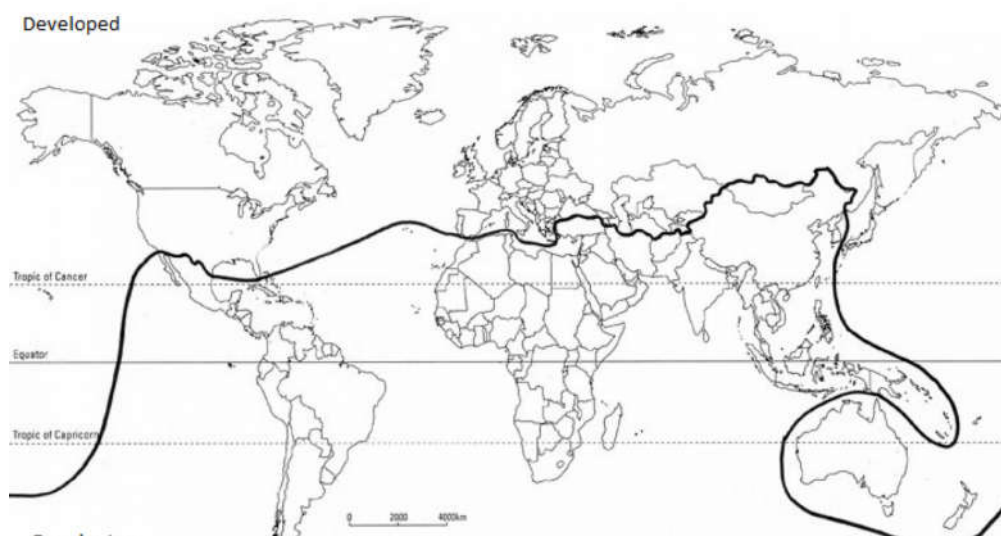 Developed
Tropic of Cancer
Equator
Tropic of Capricorn
0 2000 4000km